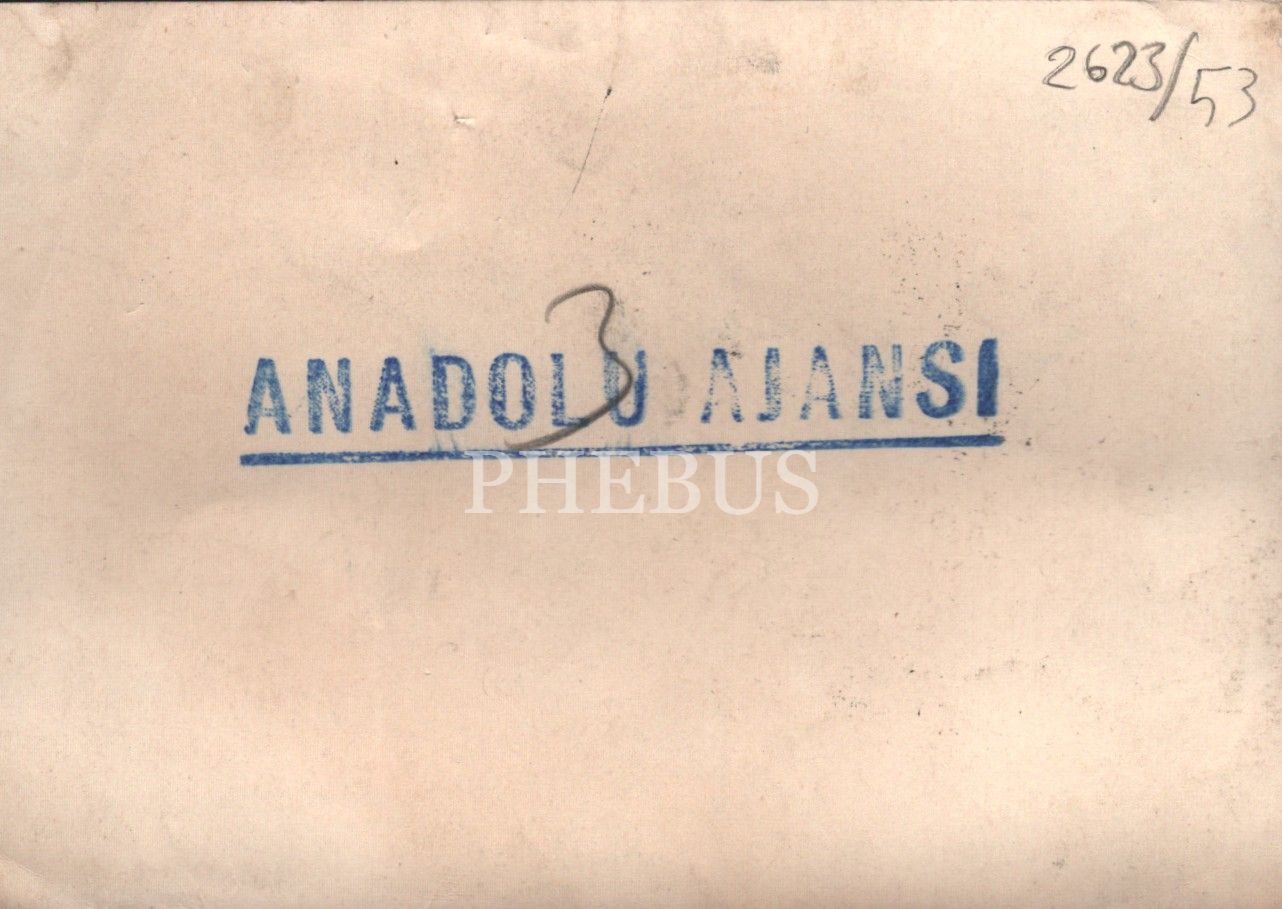 2623/53
3
ANADOLU AJANSI
PHEBUS